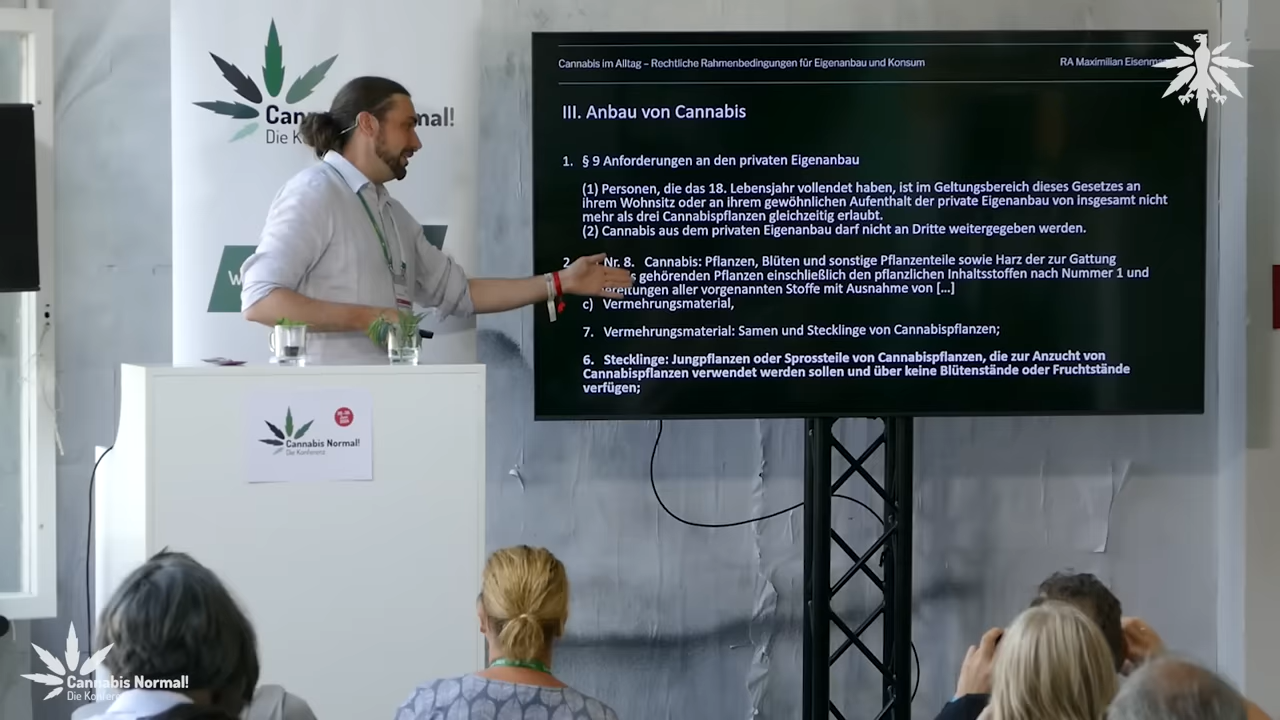 Cannabis im Alltag – Rechtliche Rahmenbedingungen für Eigenanbau und Konsum
RA Maximilian
III. Anbau von Cannabis
1. § 9 Anforderungen an den privaten Eigenanbau
(1) Personen, die das 18. Lebensjahr vollendet haben, ist im Geltungsbereich dieses Gesetzes an
ihrem Wohnsitz oder an ihrem gewöhnlichen Aufenthalt der private Eigenanbau von insgesamt nicht
mehr als drei Cannabispflanzen gleichzeitig erlaubt.
(2) Cannabis aus dem privaten Eigenanbau darf nicht an Dritte weitergegeben werden.
2. Nr. 8. Cannabis: Pflanzen, Blüten und sonstige Pflanzenteile sowie Harz der zur Gattung
gehörenden Pflanzen einschließlich den pflanzlichen Inhaltsstoffen nach Nummer 1 und
aller vorgenannten Stoffe mit Ausnahme von [...]
c) Vermehrungsmaterial,
7. Vermehrungsmaterial: Samen und Stecklinge von Cannabispflanzen;
6. Stecklinge: Jungpflanzen oder Sprossteile von Cannabispflanzen, die zur Anzucht von
Cannabispflanzen verwendet werden sollen und über keine Blütenstände oder Fruchtstände
verfügen;
Cannabis Normal!
Die Konferenz
Cannabis Normal!